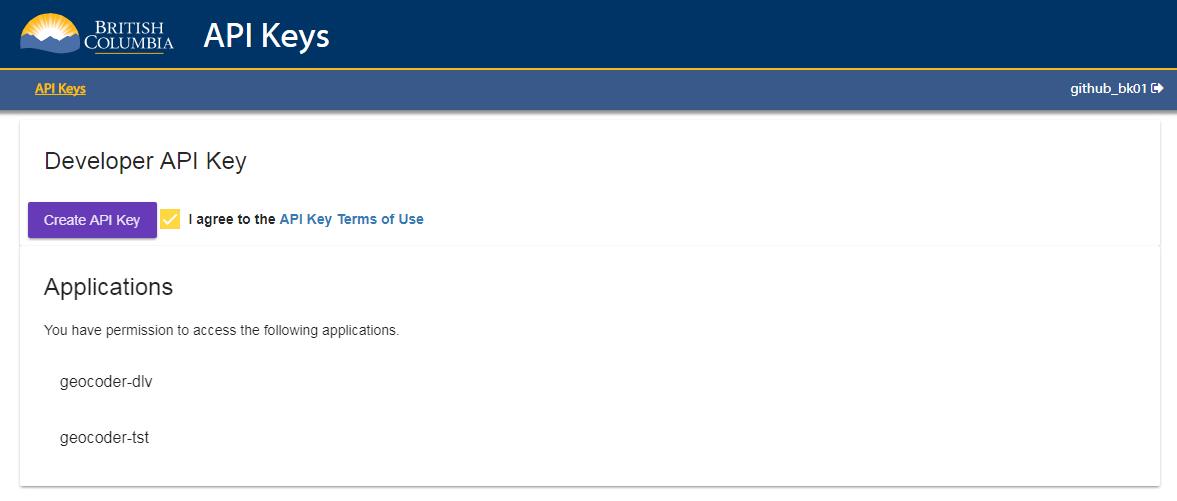 BRITISH
COLUMBIA
API Keys
API Keys
github_bk01
Developer API Key
Create API Key
I agree to the API Key Terms of Use
Applications
You have permission to access the following applications.
geocoder-dlv
geocoder-tst